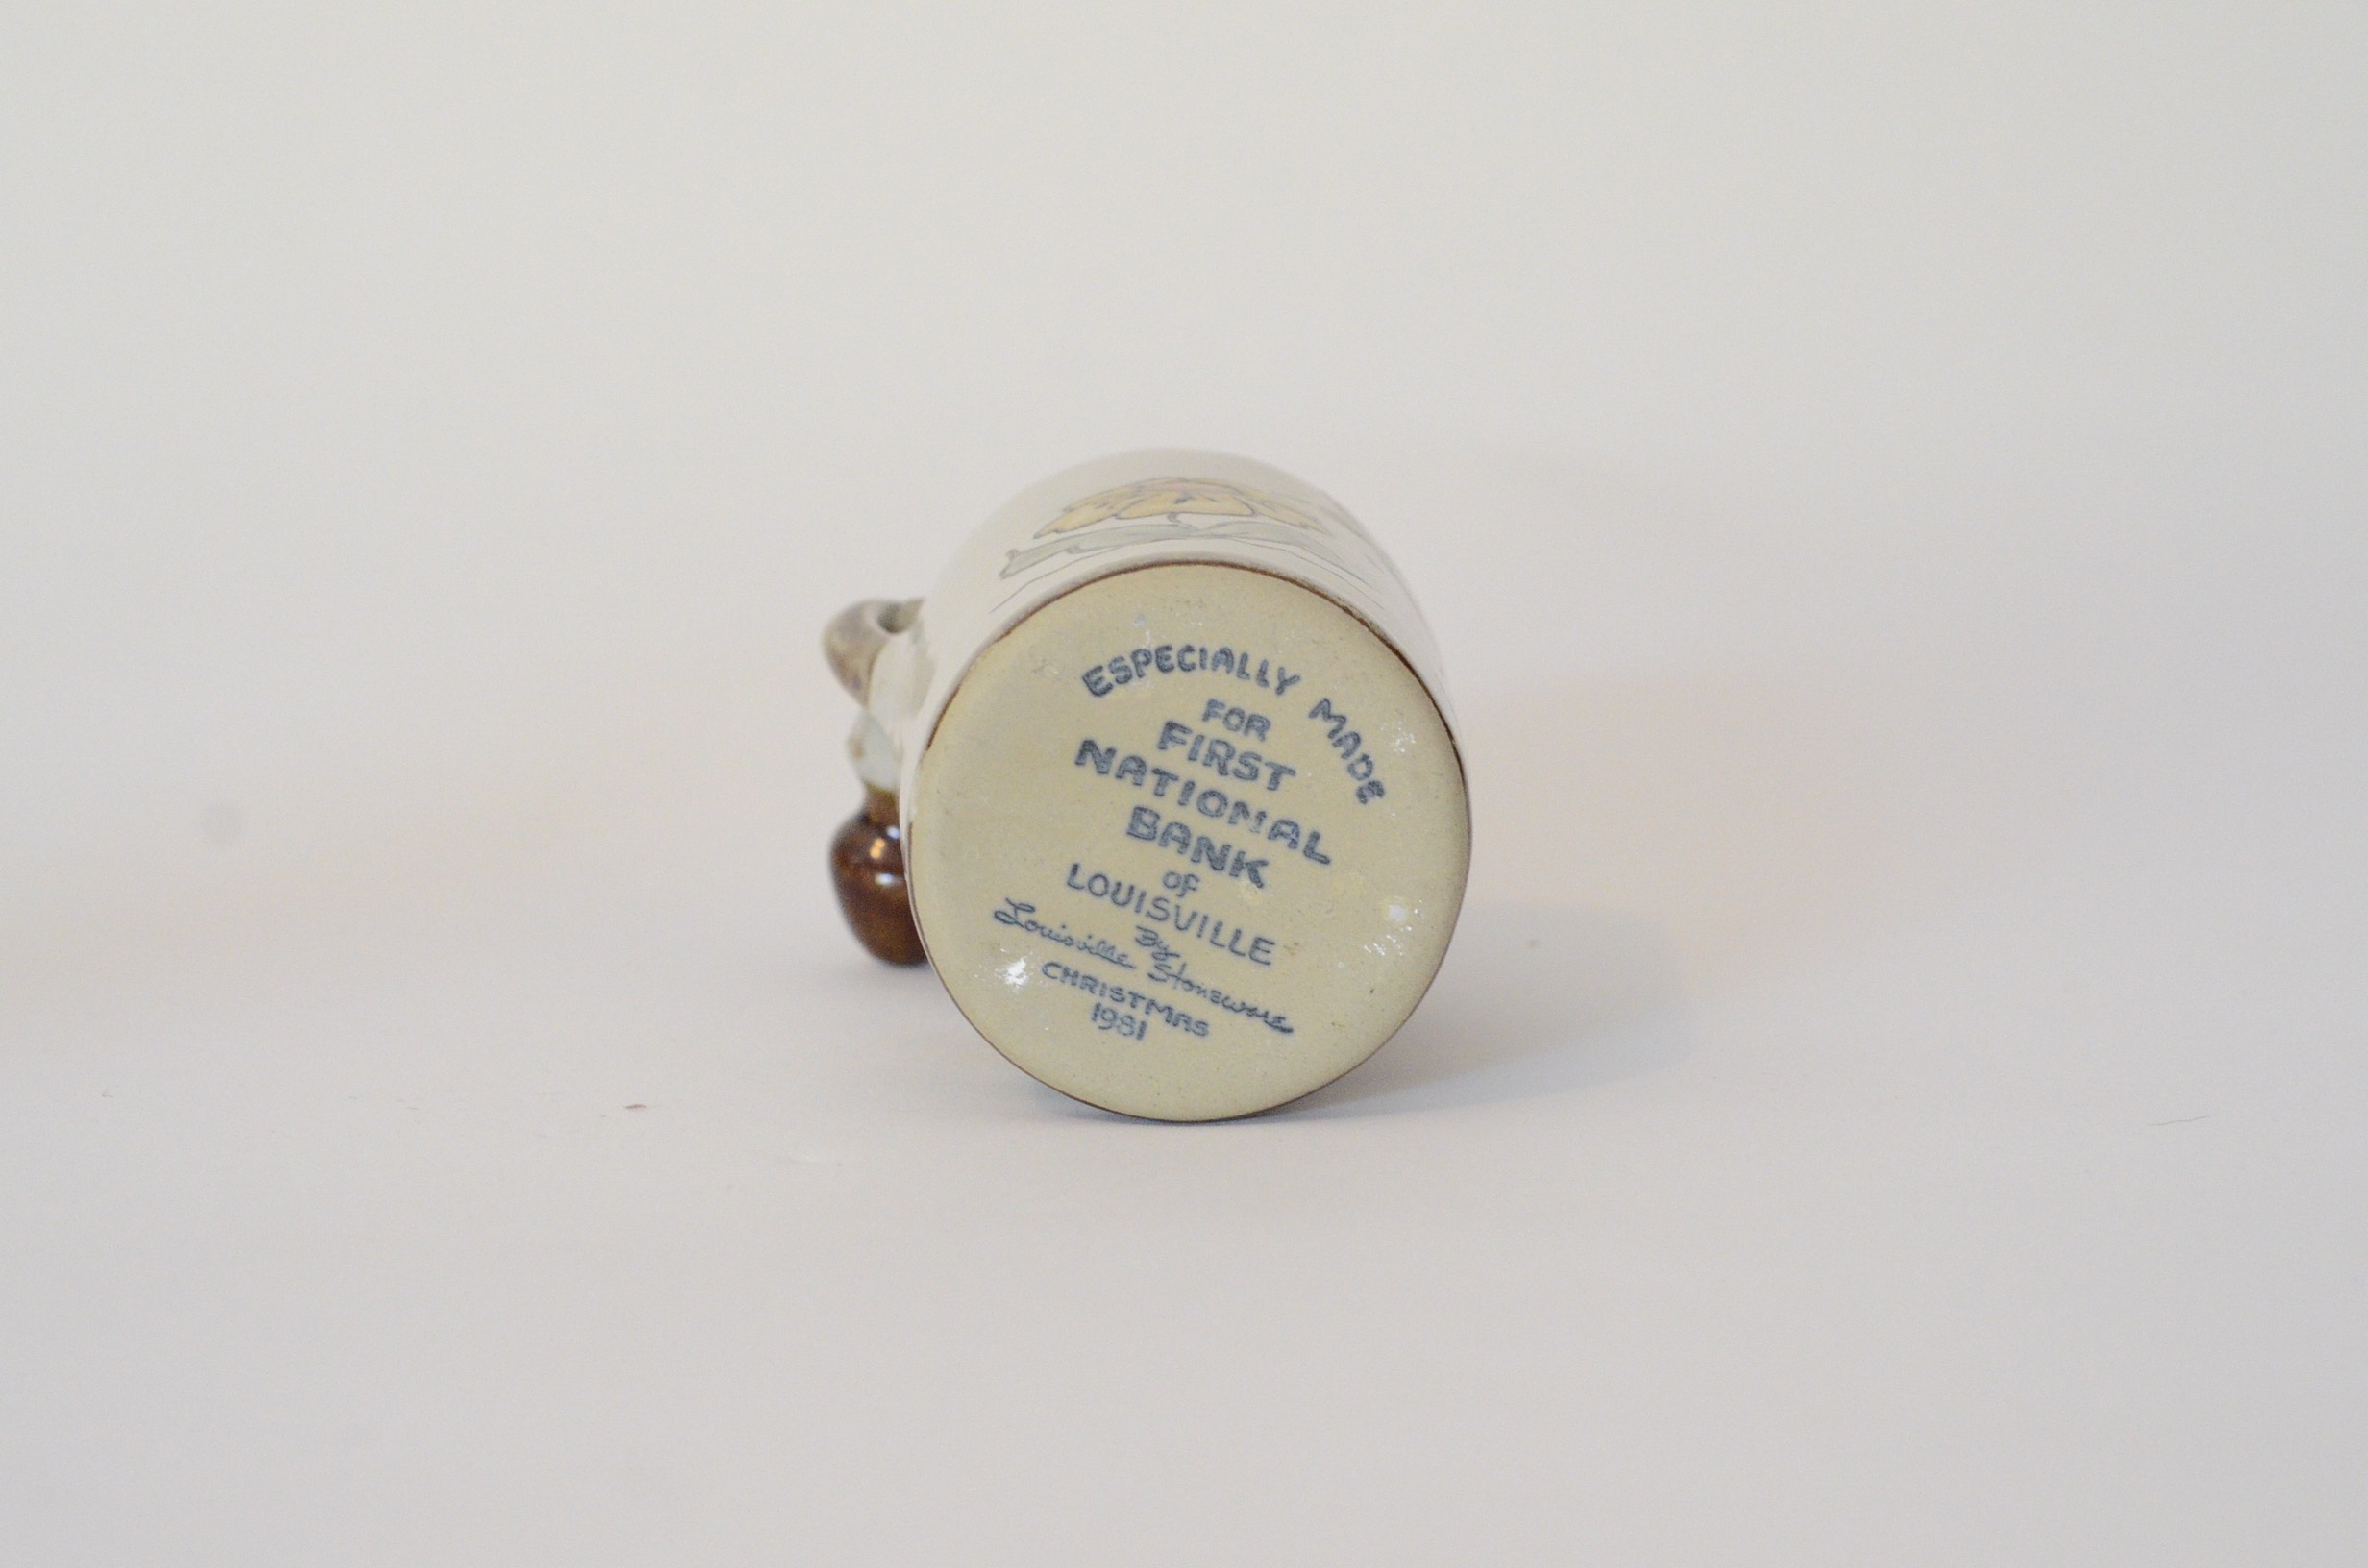 ESPECIALLY MADE
FOR
FIRST
NATIONAL
BANK
of
LOUISVILLE
By
Louisville Stoneware
CHRISTMAS
1981